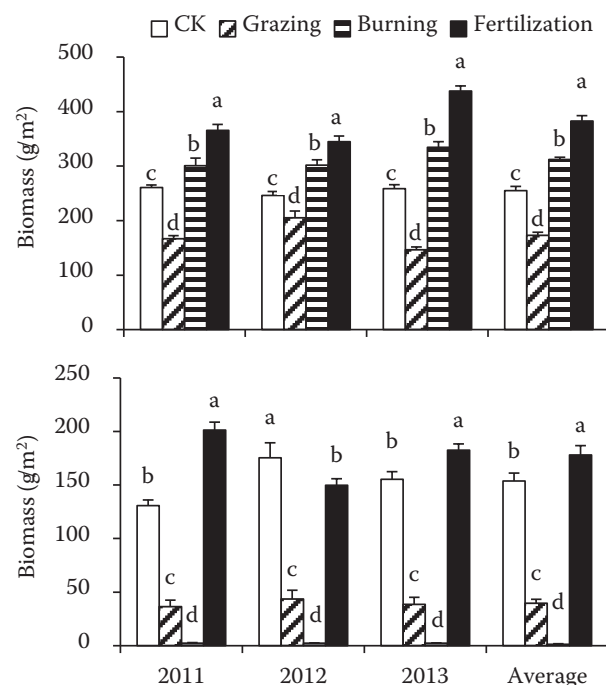 CK Grazing Burning Fertilization
Biomass (g/m²)
500
400
300
200
100
0
c d b a
c d b a
c d b a
c d b a
Biomass (g/m²)
250
200
150
100
50
0
b c d a
a c d b
b c d a
b c d a
2011 2012 2013 Average